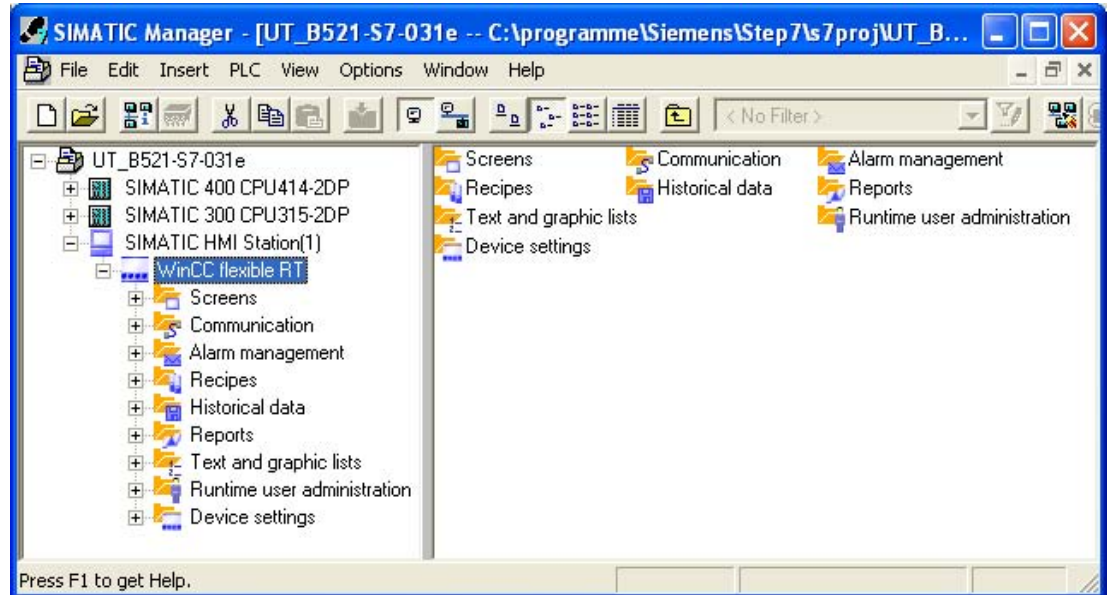 SIMATIC Manager - [UT_B521-S7-031e -- C:\programme\Siemens\Step7\s7proj\UT_B...
File Edit Insert PLC View Options Window Help
< No Filter >
UT_B521-S7-031e
SIMATIC 400 CPU414-2DP
SIMATIC 300 CPU315-2DP
SIMATIC HMI Station(1)
WinCC flexible RT
Screens
Communication
Alarm management
Recipes
Historical data
Reports
Text and graphic lists
Runtime user administration
Device settings
Screens Communication Alarm management
Recipes Historical data Reports
Text and graphic lists Runtime user administration
Device settings
Press F1 to get Help.